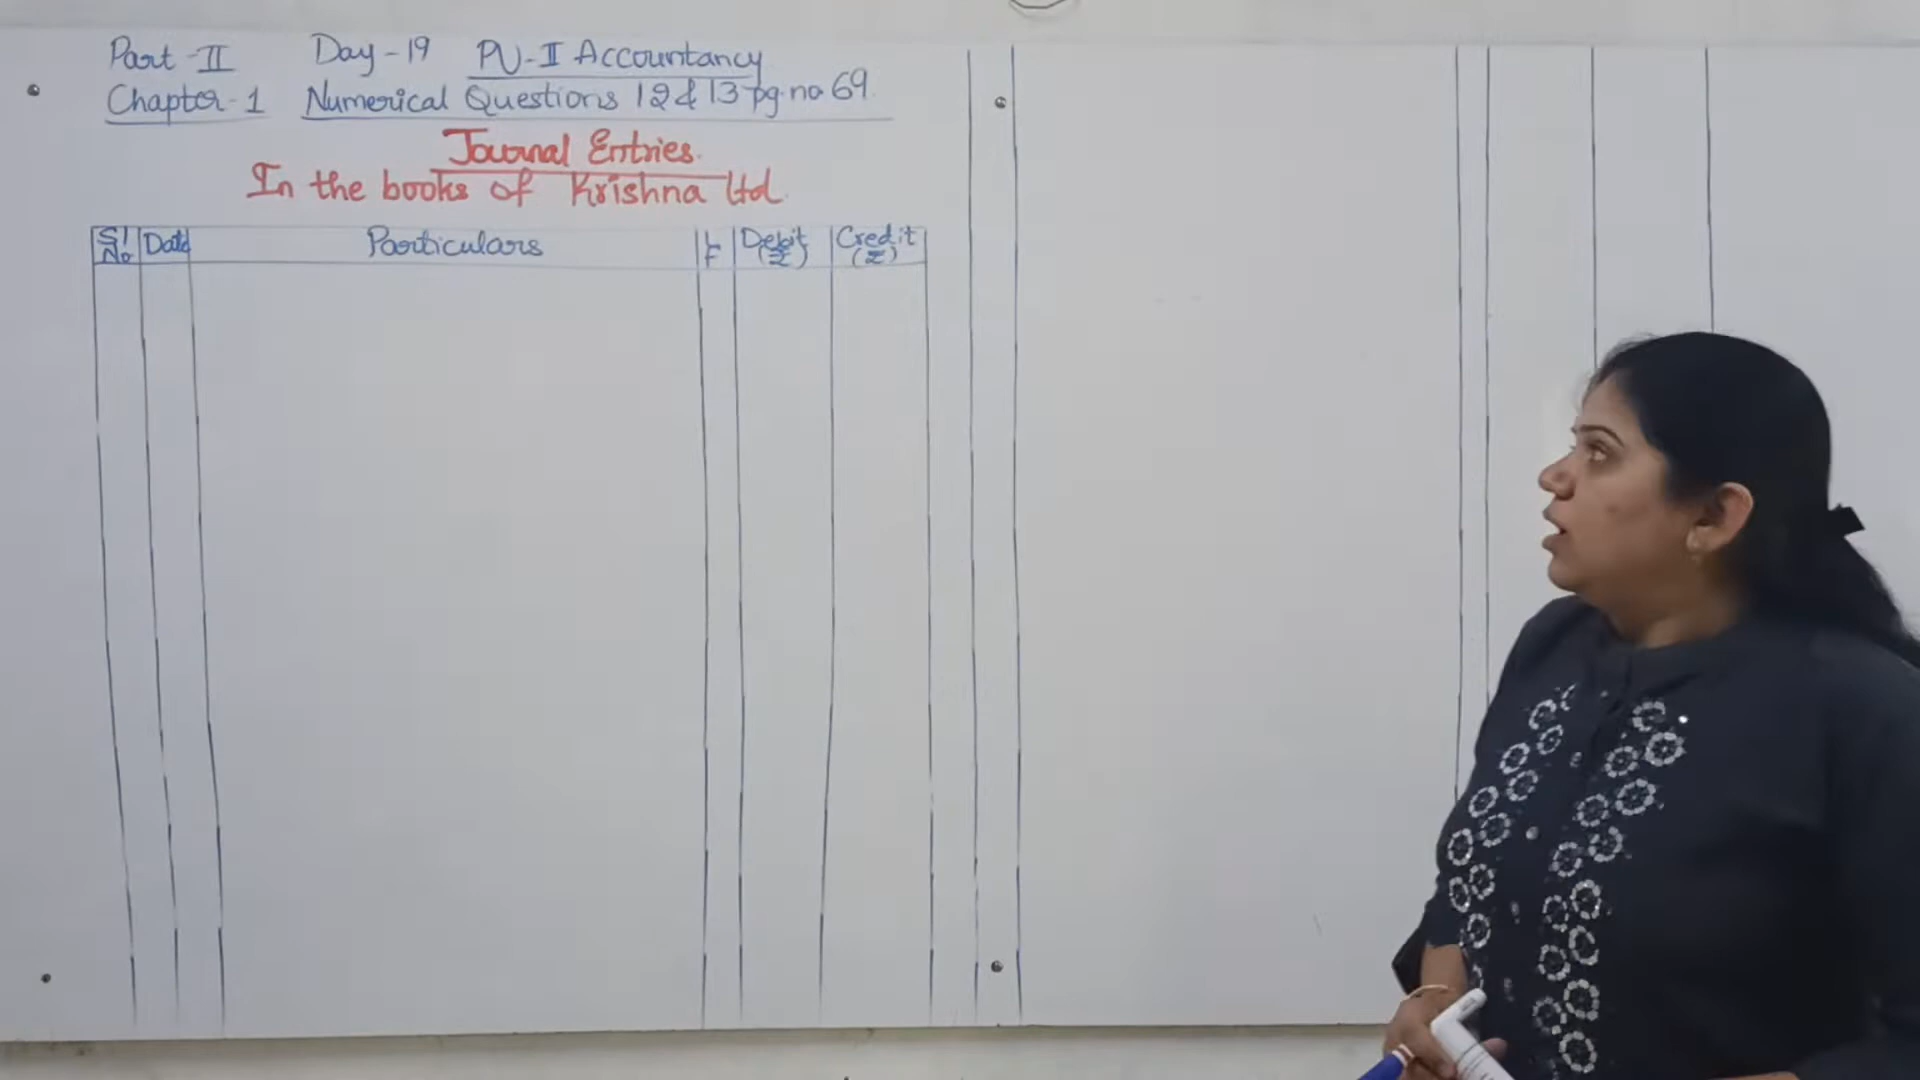 Part-II Day-19 PU-II Accountancy
Chapter-1 Numerical Questions 12 & 13 pg.no 69.
Journal Entries.
In the books of Krishna Ltd.
Sl No Date Particulars L F Debit (₹) Credit (₹)